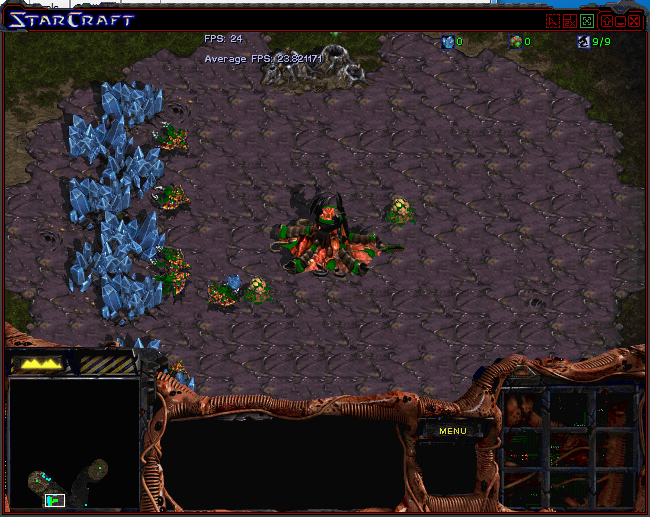 STARCRAFT
FPS: 24
0
0
9/9
Average FPS: 23.821171
MENU